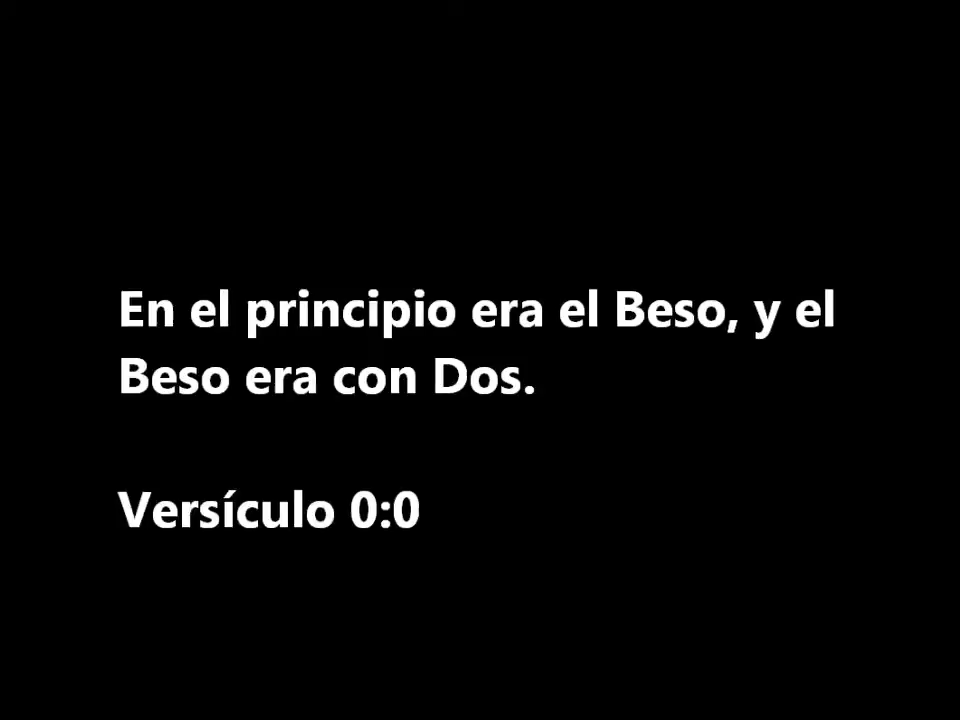 En el principio era el Beso, y el
Beso era con Dos.
Versículo 0:0